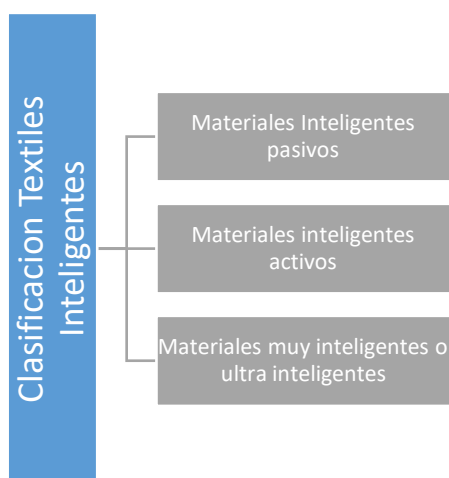 Clasificacion Textiles
Inteligentes
Materiales Inteligentes
pasivos
Materiales inteligentes
activos
Materiales muy inteligentes o
ultra inteligentes